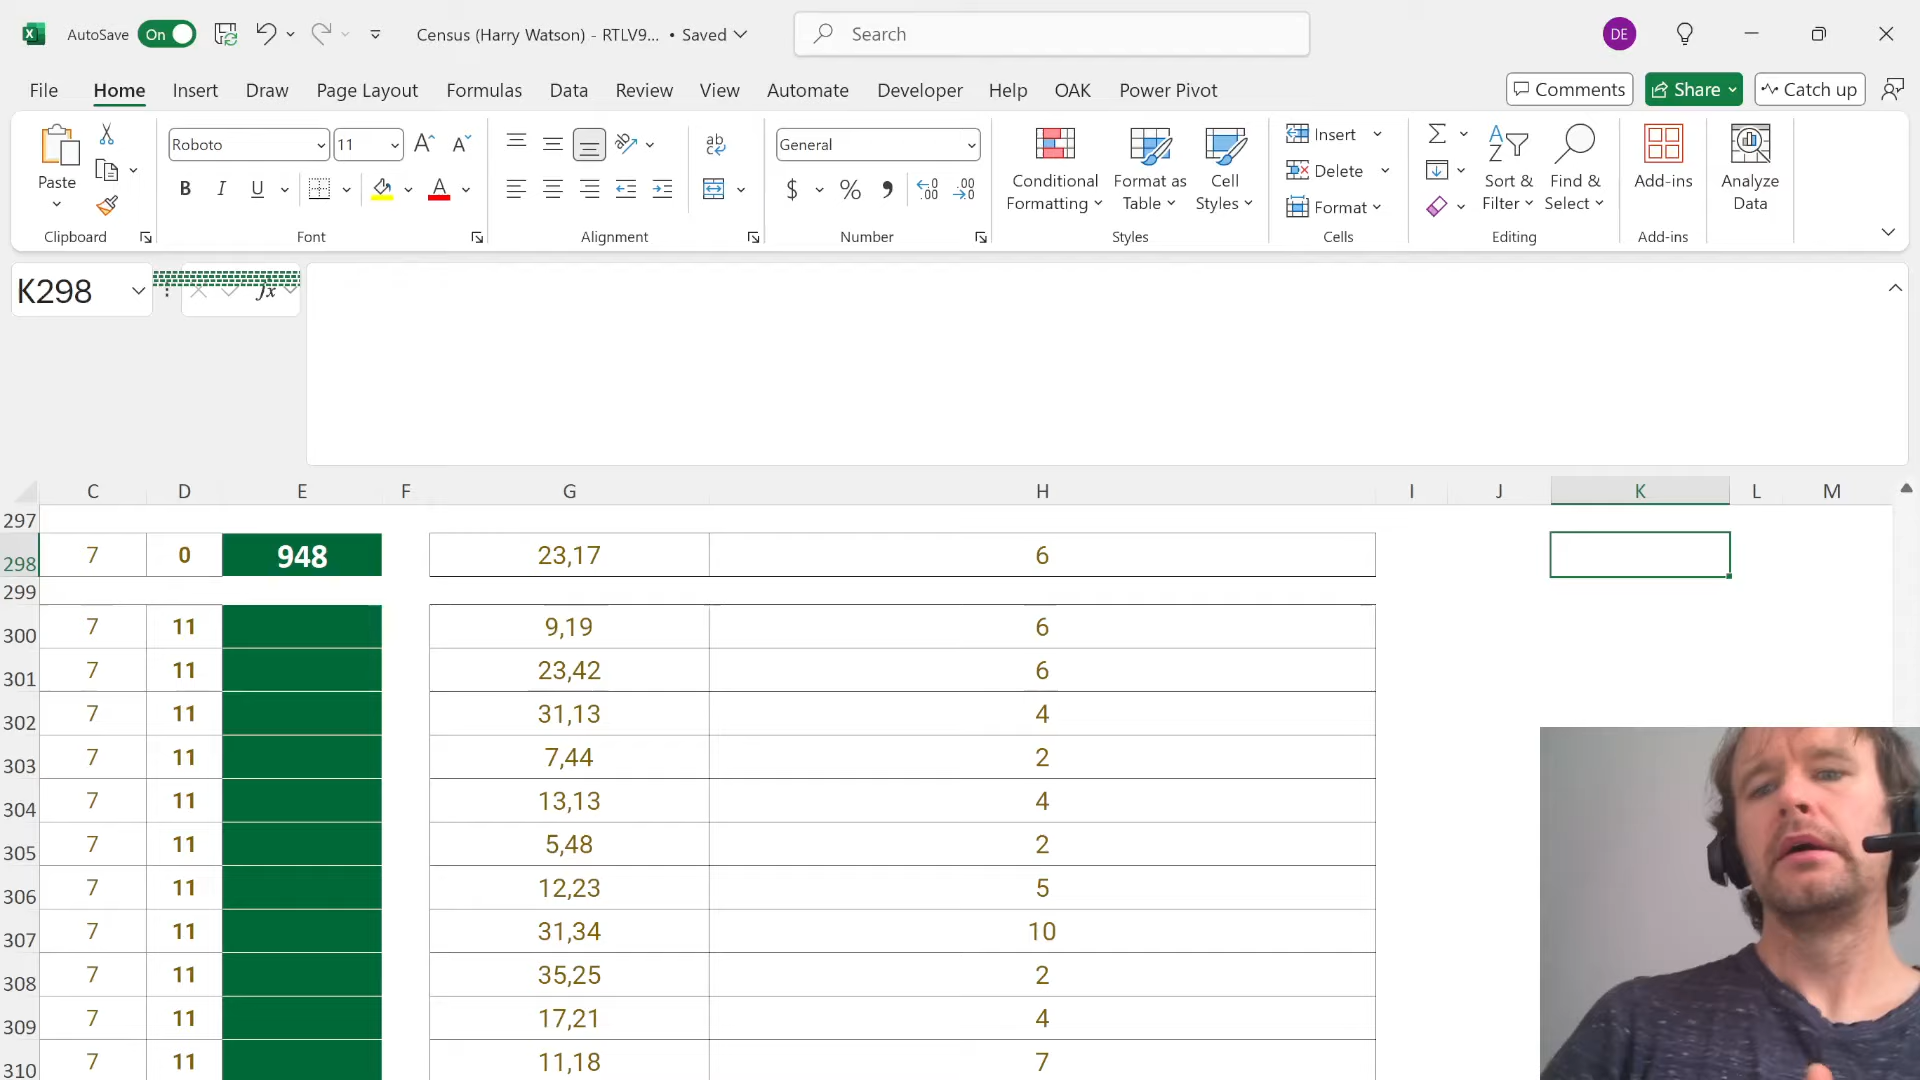 AutoSave On Census (Harry Watson) - RTLV9... • Saved Search DE
File Home Insert Draw Page Layout Formulas Data Review View Automate Developer Help OAK Power Pivot Comments Share Catch up
Paste
Clipboard
Roboto 11
B I U A
Font
ab
Alignment
General
$ % , .00 .0
Number
Conditional Formatting
Format as Table
Cell Styles
Styles
Insert
Delete
Format
Cells
Sort & Filter
Find & Select
Editing
Add-ins
Add-ins
Analyze Data
K298 fx
C D E F G H I J K L M
297
298 7 0 948 23,17 6
299
300 7 11 9,19 6
301 7 11 23,42 6
302 7 11 31,13 4
303 7 11 7,44 2
304 7 11 13,13 4
305 7 11 5,48 2
306 7 11 12,23 5
307 7 11 31,34 10
308 7 11 35,25 2
309 7 11 17,21 4
310 7 11 11,18 7